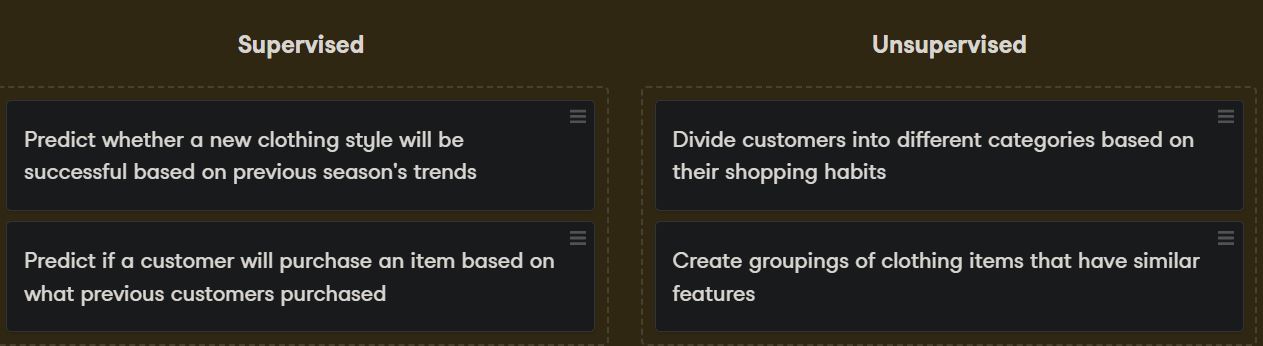 Supervised
Unsupervised
Predict whether a new clothing style will be
successful based on previous season's trends
Predict if a customer will purchase an item based on
what previous customers purchased
Divide customers into different categories based on
their shopping habits
Create groupings of clothing items that have similar
features